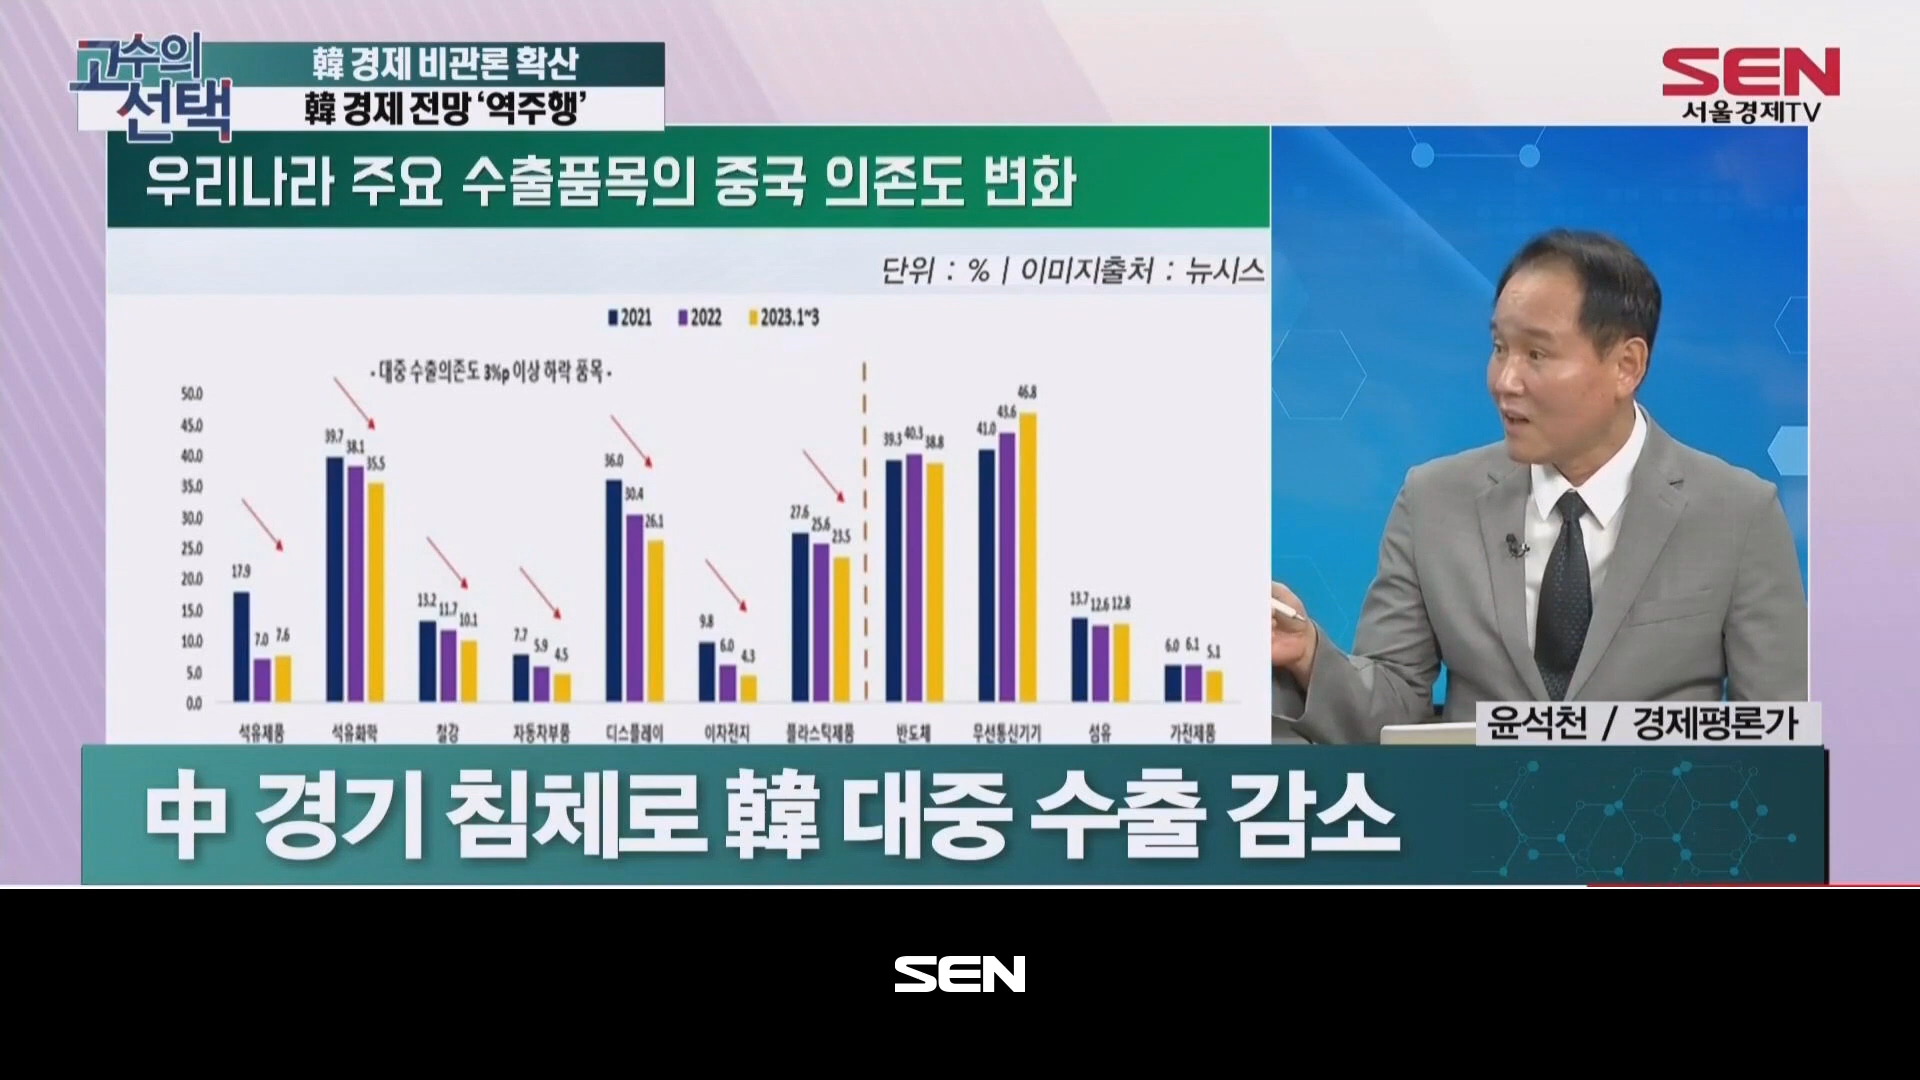 고수의
선택
韓 경제 비관론 확산
韓 경제 전망 ‘역주행’
SEN
서울경제TV
우리나라 주요 수출품목의 중국 의존도 변화
단위 : % | 이미지출처 : 뉴시스
2021 2022 2023.1~3
- 대중 수출의존도 3%p 이상 하락 품목 -
50.0
45.0
40.0
35.0
30.0
25.0
20.0
15.0
10.0
5.0
0.0
17.9 7.0 7.6
39.7 38.1 35.5
13.2 11.7 10.1
7.7 5.9 4.5
36.0 30.4 26.1
9.8 6.0 4.3
27.6 25.6 23.5
39.3 40.3 38.8
41.0 43.6 46.8
13.7 12.6 12.8
6.0 6.1 5.1
석유제품 석유화학 철강 자동차부품 디스플레이 이차전지 플라스틱제품 반도체 무선통신기기 섬유 가전제품
윤석천 / 경제평론가
中 경기 침체로 韓 대중 수출 감소
SEN